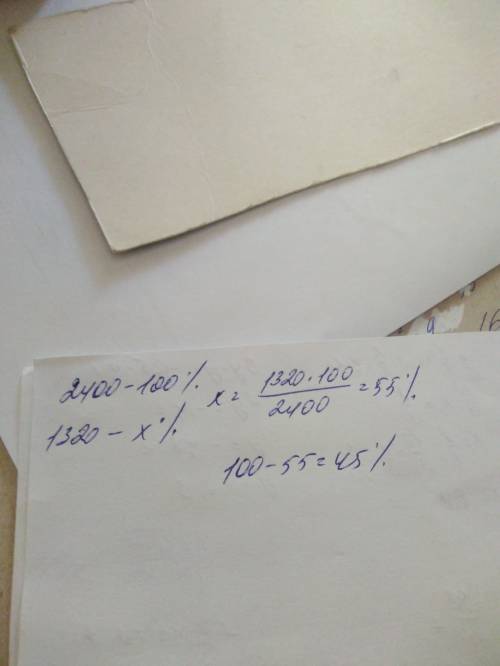 2400 - 100%
1320 - x%
x = 1320·100 / 2400 = 55%
100 - 55 = 45%